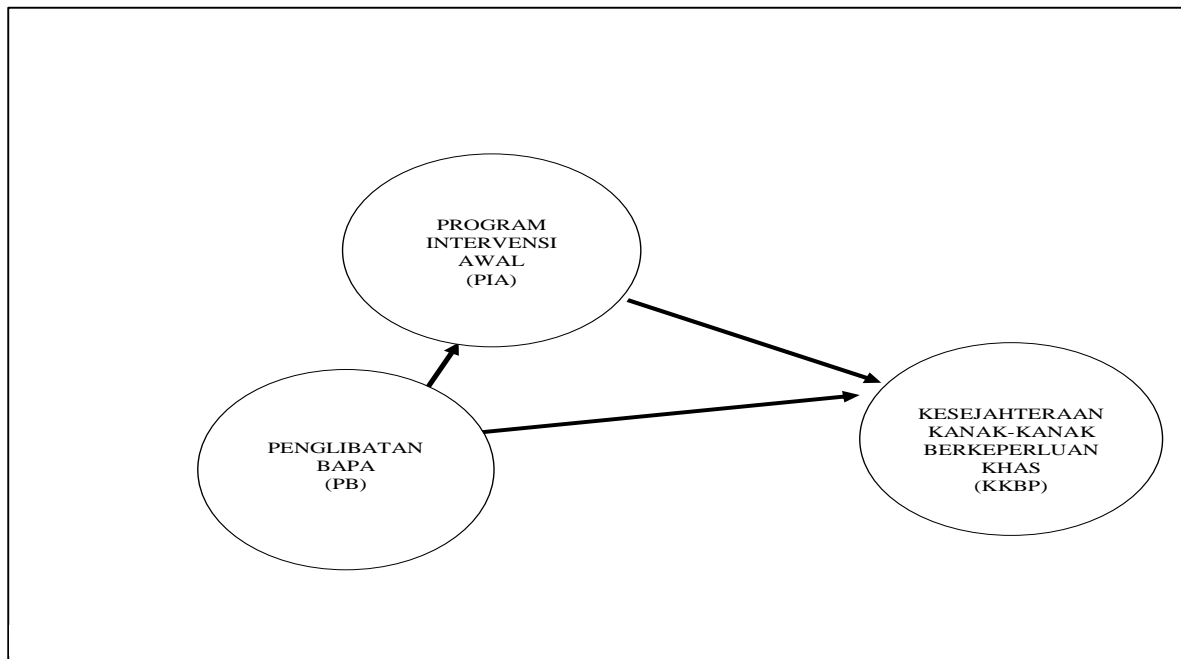 PROGRAM
INTERVENSI
AWAL
(PIA)
PENGLIBATAN
BAPA
(PB)
KESEJAHTERAAN
KANAK-KANAK
BERKEPERLUAN
KHAS
(KKBP)